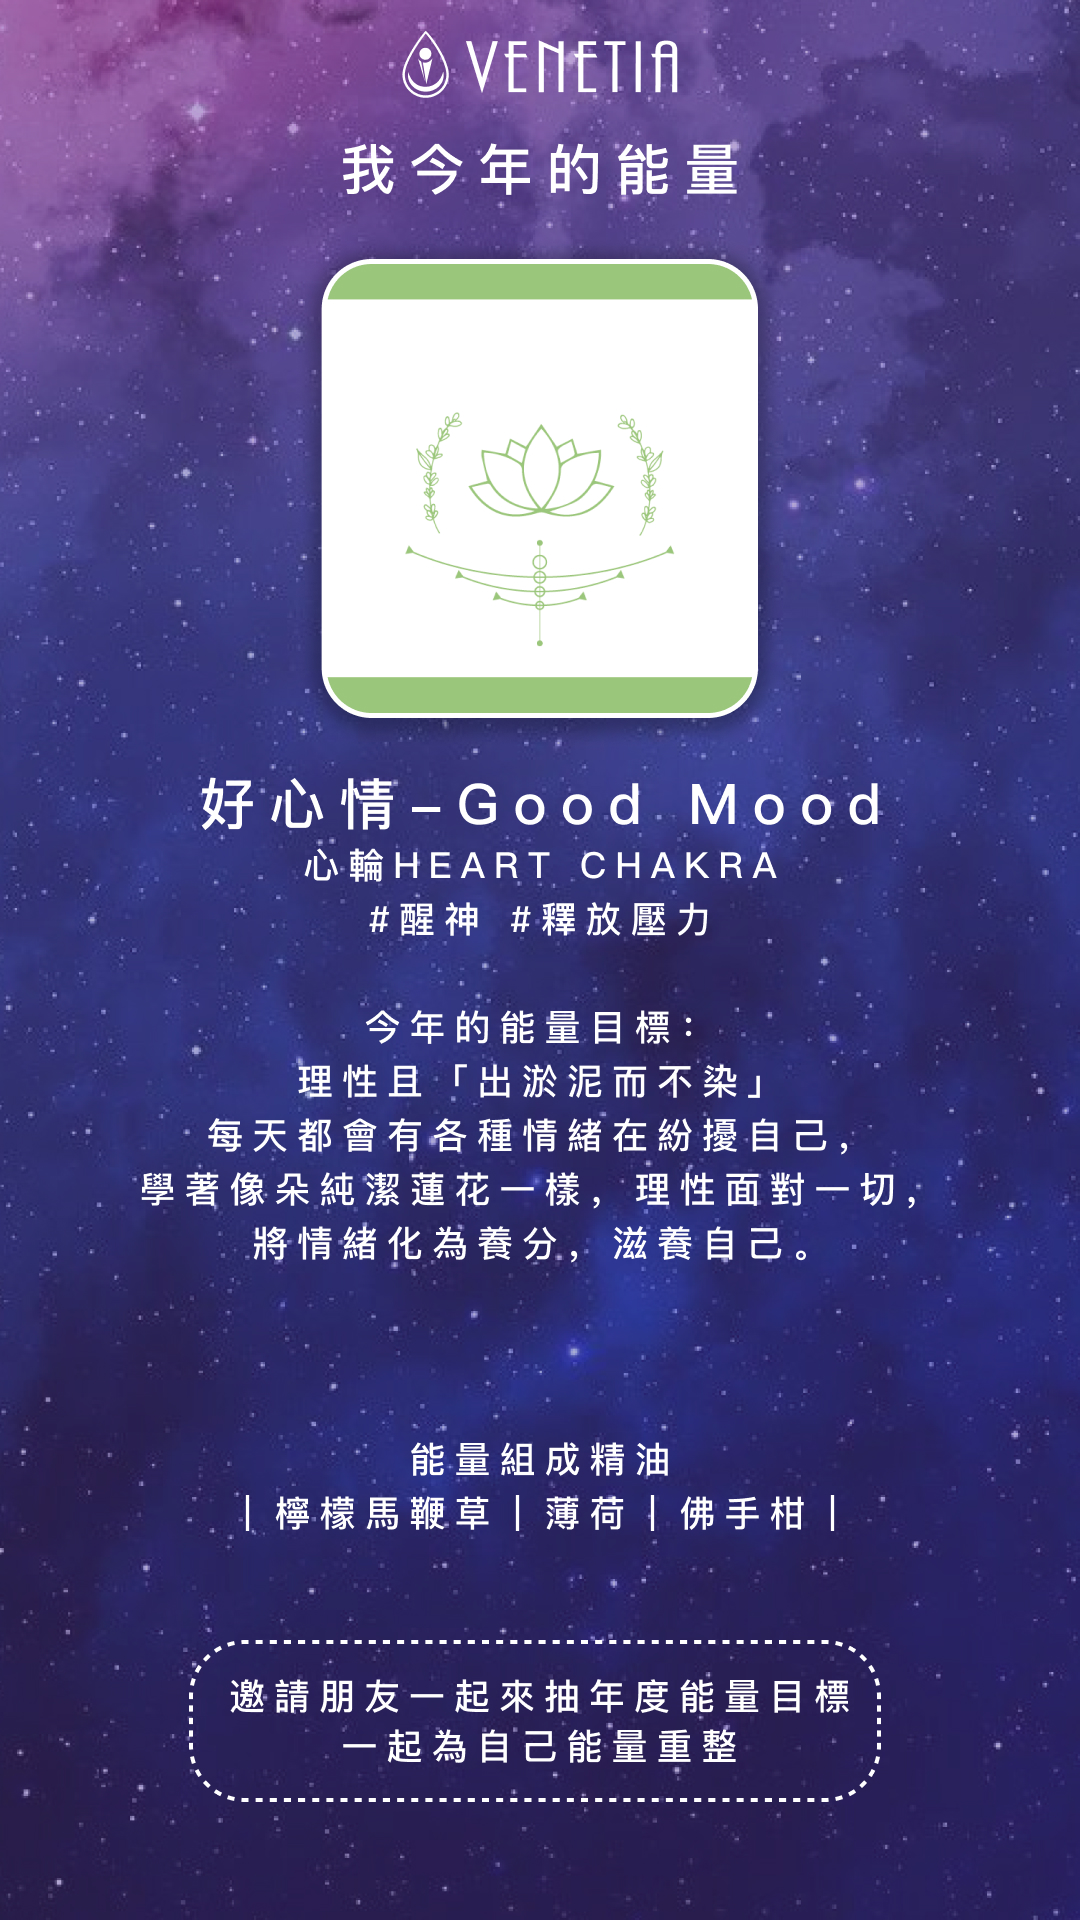 VENETIA
我今年的能量
好心情–Good Mood
心輪HEART CHAKRA
#醒神 #釋放壓力
今年的能量目標：
理性且「出淤泥而不染」
每天都會有各種情緒在紛擾自己，
學著像朵純潔蓮花一樣，理性面對一切，
將情緒化為養分，滋養自己。
能量組成精油
｜檸檬馬鞭草｜薄荷｜佛手柑｜
邀請朋友一起來抽年度能量目標
一起為自己能量重整